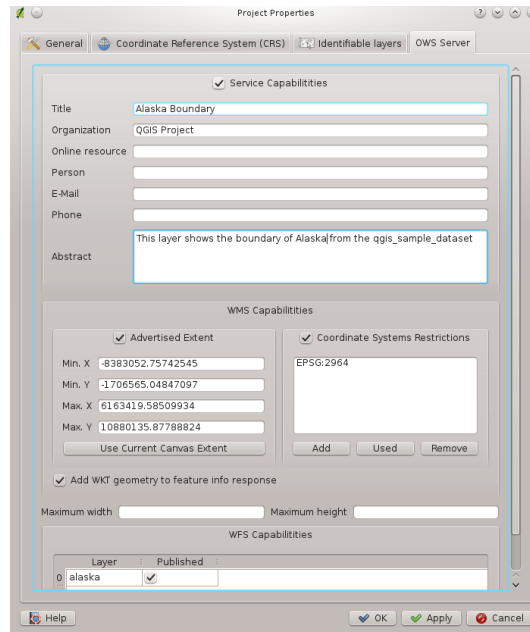 Project Properties
General
Coordinate Reference System (CRS)
Identifiable layers
OWS Server
Service Capabilitities
Title
Alaska Boundary
Organization
QGIS Project
Online resource
Person
E-Mail
Phone
Abstract
This layer shows the boundary of Alaska from the qgis_sample_dataset
WMS Capabilitities
Advertised Extent
Min. X -8383052.75742545
Min. Y -1706565.04847097
Max. X 6163419.58509934
Max. Y 10880135.87788824
Use Current Canvas Extent
Coordinate Systems Restrictions
EPSG:2964
Add Used Remove
Add WKT geometry to feature info response
Maximum width
Maximum height
WFS Capabilitities
Layer Published
0 alaska
Help
OK Apply Cancel